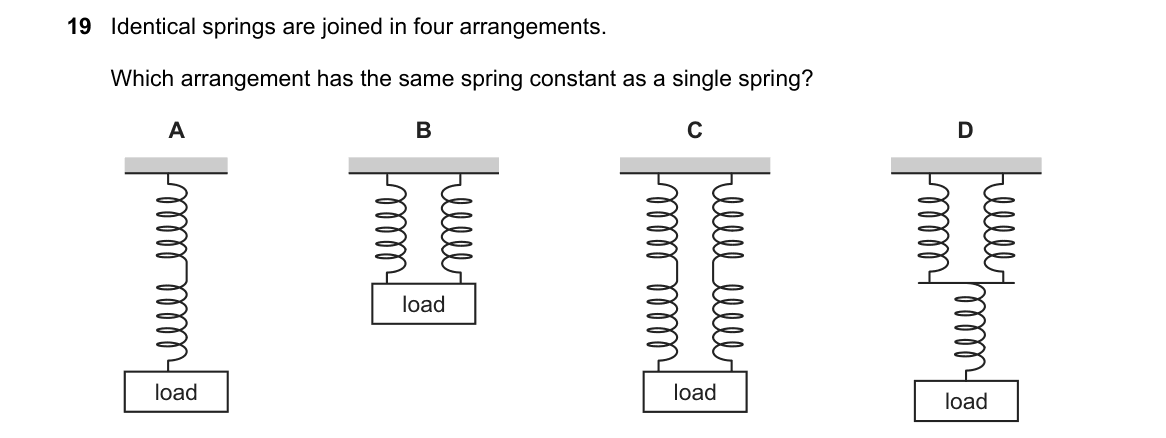 19 Identical springs are joined in four arrangements.
Which arrangement has the same spring constant as a single spring?
A B C D
load
load
load
load